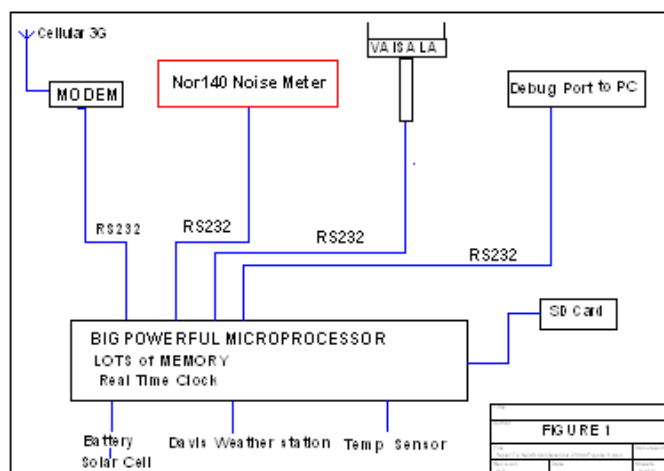 Cellular 3G
MODEM
Nor140 Noise Meter
VAISALA
Debug Port to PC
RS232
RS232
RS232
RS232
SD Card
BIG POWERFUL MICROPROCESSOR
LOTS of MEMORY
Real Time Clock
Battery
Solar Cell
Davis Weather station
Temp Sensor
FIGURE 1